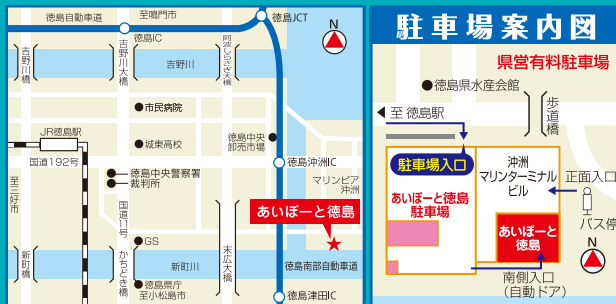 徳島自動車道
至鳴門市
徳島JCT
N
徳島IC
吉野川橋
吉野川大橋
阿波しらさぎ大橋
吉野川
市民病院
JR徳島駅
城東高校
徳島中央
卸売市場
国道192号
徳島中央警察署
裁判所
徳島沖洲IC
マリンピア
沖洲
至三好市
国道11号
あいぽーと徳島
GS
新町橋
かちどき橋
末広大橋
新町川
徳島南部自動車道
徳島県庁
至小松島市
徳島津田IC
駐車場案内図
県営有料駐車場
徳島県水産会館
至 徳島駅
歩道橋
駐車場入口
沖洲
マリンターミナル
ビル
正面入口
あいぽーと徳島
駐車場
バス停
あいぽーと
徳島
N
南側入口
(自動ドア)